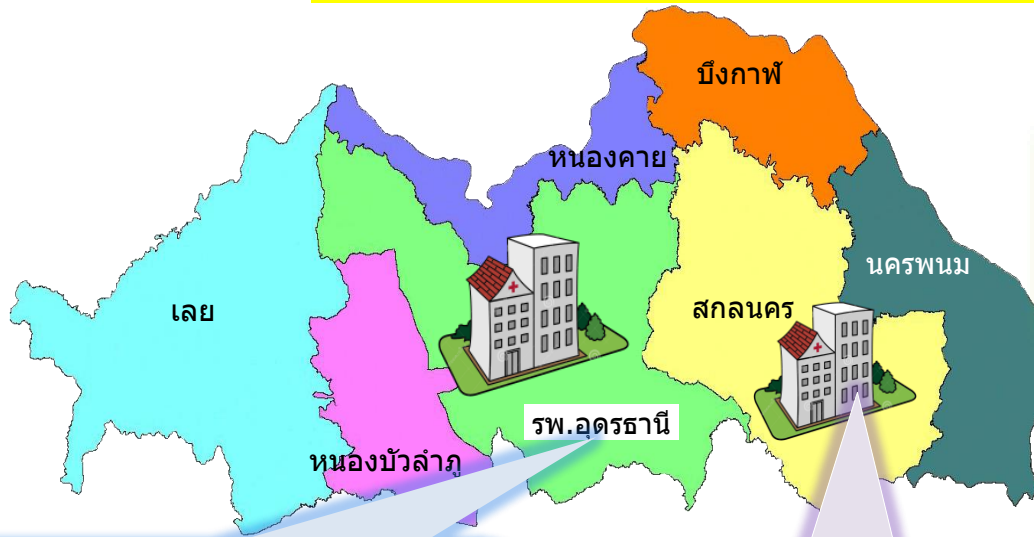 บึงกาฬ
หนองคาย
นครพนม
เลย
สกลนคร
รพ.อุดรธานี
หนองบัวลำภู